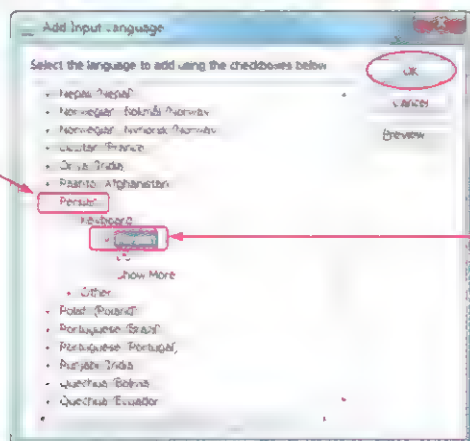 Add Input Language
Select the language to add using the checkboxes below
Nepali (Nepal)
Norwegian, Bokmål (Norway)
Norwegian, Nynorsk (Norway)
Occitan (France)
Oriya (India)
Pashto (Afghanistan)
Persian
Keyboard
Show More
Other
Polish (Poland)
Portuguese (Brazil)
Portuguese (Portugal)
Punjabi (India)
Quechua (Bolivia)
Quechua (Ecuador)
OK
Cancel
Preview